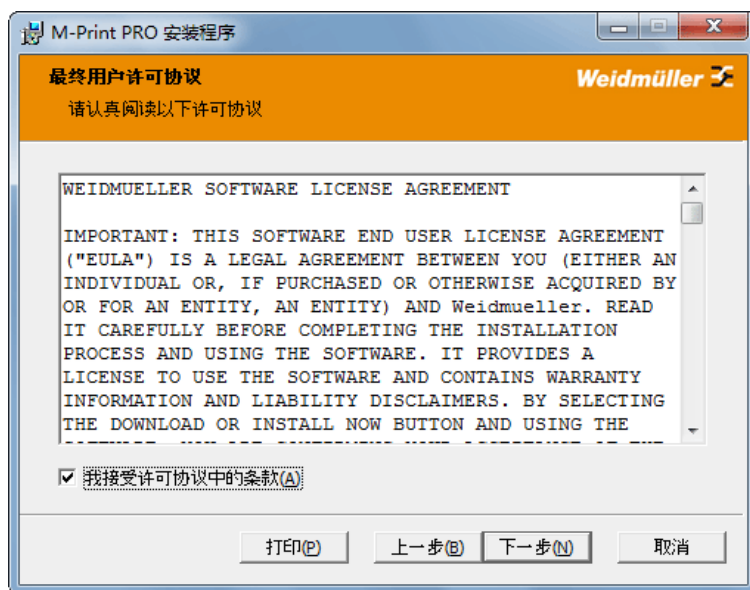 M-Print PRO 安装程序
最终用户许可协议
Weidmüller
请认真阅读以下许可协议
WEIDMUELLER SOFTWARE LICENSE AGREEMENT
IMPORTANT: THIS SOFTWARE END USER LICENSE AGREEMENT
("EULA") IS A LEGAL AGREEMENT BETWEEN YOU (EITHER AN
INDIVIDUAL OR, IF PURCHASED OR OTHERWISE ACQUIRED BY
OR FOR AN ENTITY, AN ENTITY) AND Weidmueller. READ
IT CAREFULLY BEFORE COMPLETING THE INSTALLATION
PROCESS AND USING THE SOFTWARE. IT PROVIDES A
LICENSE TO USE THE SOFTWARE AND CONTAINS WARRANTY
INFORMATION AND LIABILITY DISCLAIMERS. BY SELECTING
THE DOWNLOAD OR INSTALL NOW BUTTON AND USING THE
我接受许可协议中的条款(A)
打印(P)
上一步(B)
下一步(N)
取消